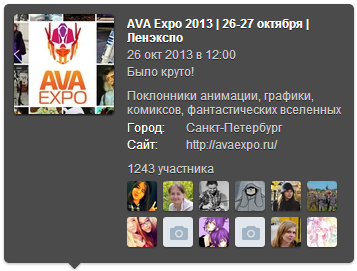 AVA
EXPO
AVA Expo 2013 | 26-27 октября |
Ленэкспо
26 окт 2013 в 12:00
Было круто!
Поклонники анимации, графики,
комиксов, фантастических вселенных
Город: Санкт-Петербург
Сайт: http://avaexpo.ru/
1243 участника